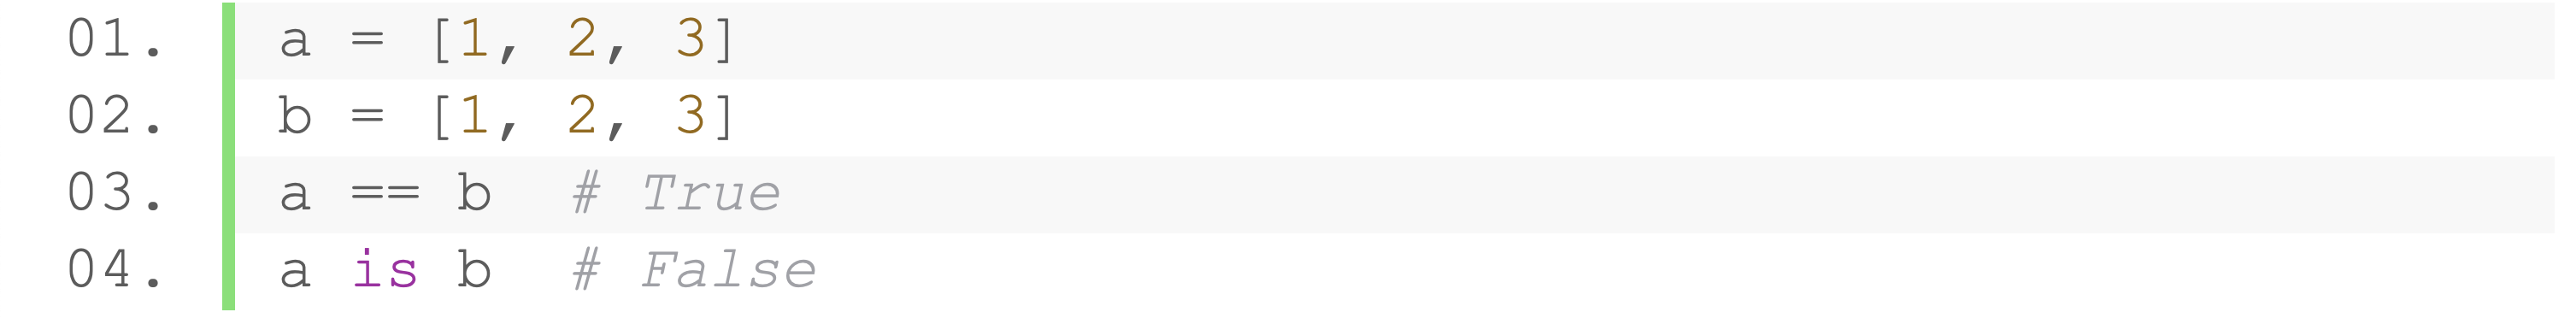 01. a = [1, 2, 3]
02. b = [1, 2, 3]
03. a == b  # True
04. a is b  # False